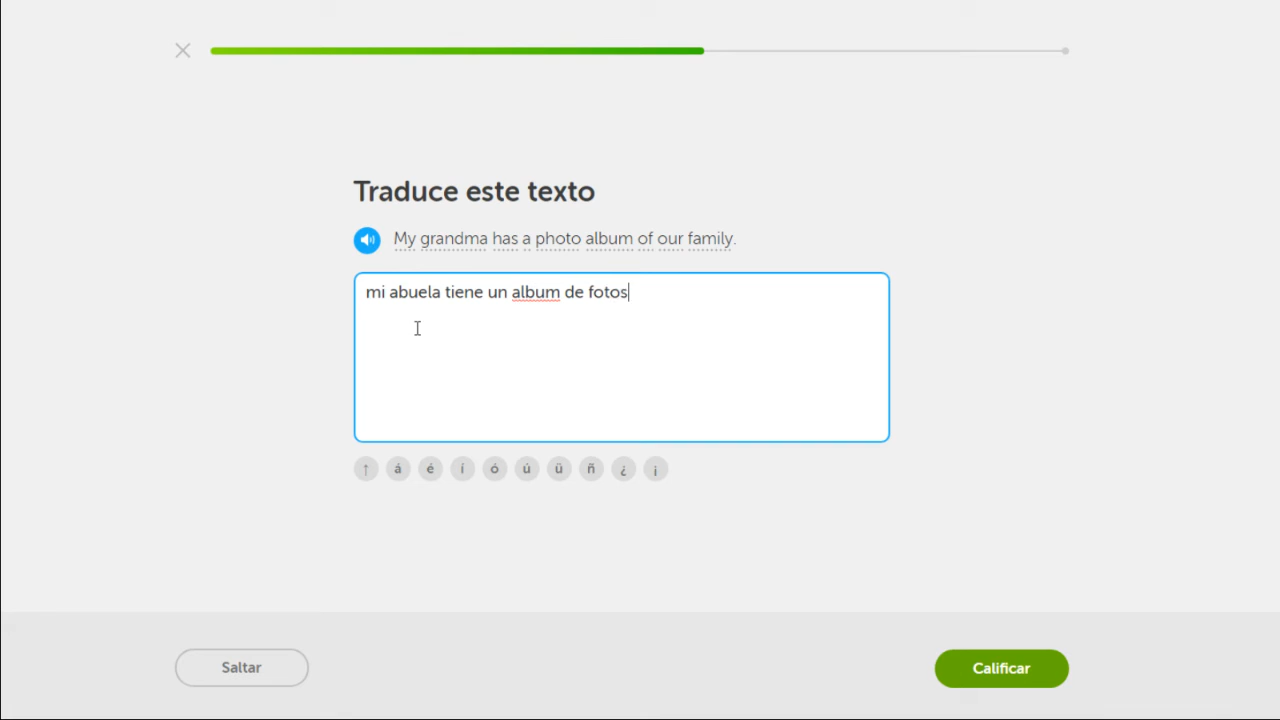 Traduce este texto
My grandma has a photo album of our family.
mi abuela tiene un album de fotos
↑ á é í ó ú ü ñ ¿ ¡
Saltar
Calificar